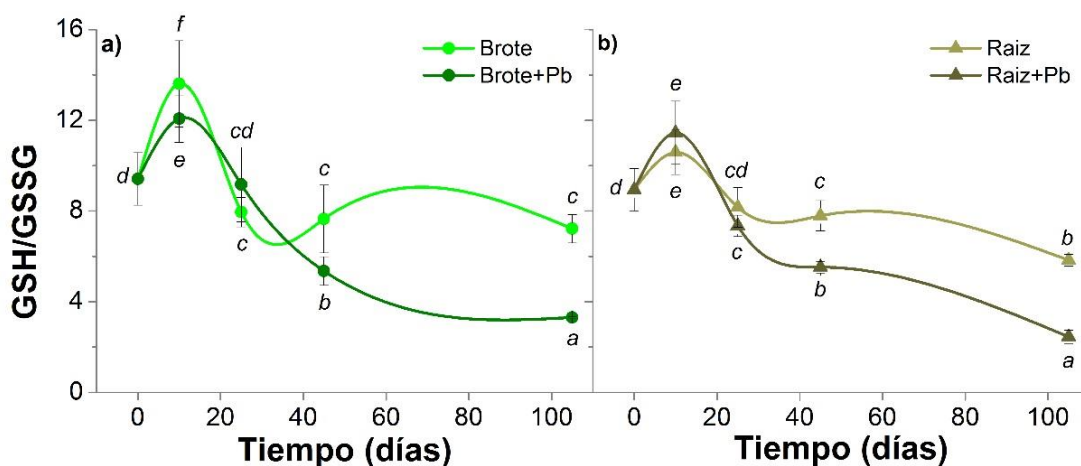 16
12
8
4
0
GSH/GSSG
a)
Brote
Brote+Pb
f
d
e
cd
c
c
b
c
a
0 20 40 60 80 100
Tiempo (días)
b)
Raiz
Raiz+Pb
e
d
e
cd
c
c
b
b
a
0 20 40 60 80 100
Tiempo (días)